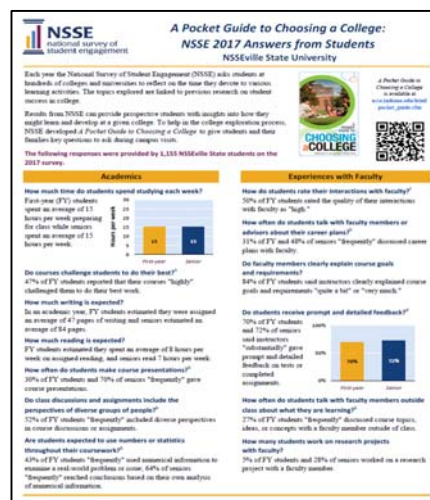 NSSE
national survey of
student engagement
A Pocket Guide to Choosing a College:
NSSE 2017 Answers from Students
NSSEville State University
Each year the National Survey of Student Engagement (NSSE) asks students at
hundreds of colleges and universities to reflect on the time they devote to various
learning activities. The topics explored are linked to previous research on student
success in college.
Results from NSSE can provide prospective students with insights into how they
might learn and develop at a given college. To help in the college exploration process,
NSSE developed A Pocket Guide to Choosing a College to give students and their
families key questions to ask during campus visits.
The following responses were provided by 1,155 NSSEville State students on the
2017 survey.
CHOOSING
a COLLEGE
A Pocket Guide to
Choosing a College
is available at
Academics
How much time do students spend studying each week?
First-year (FY) students
spent an average of 15
hours per week preparing
for class while seniors
spent an average of 15
hours per week.
Hours per week
30
15
0
15
15
First-year
Senior
Do courses challenge students to do their best?
47% of FY students reported that their courses "highly"
challenged them to do their best work.
How much writing is expected?
In an academic year, FY students estimated they were assigned
an average of 47 pages of writing and seniors estimated an
average of 84 pages.
How much reading is expected?
FY students estimated they spent an average of 8 hours per
week on assigned reading, and seniors read 7 hours per week.
How often do students make course presentations?
30% of FY students and 70% of seniors "frequently" gave
course presentations.
Do class discussions and assignments include the
perspectives of diverse groups of people?
52% of FY students "frequently" included diverse perspectives
in course discussions or assignments.
Are students expected to use numbers or statistics
throughout their coursework?
43% of FY students "frequently" used numerical information to
examine a real-world problem or issue; 64% of seniors
"frequently" reached conclusions based on their own analysis
of numerical information.
Experiences with Faculty
How do students rate their interactions with faculty?
50% of FY students rated the quality of their interactions
with faculty as "high."
How often do students talk with faculty members or
advisors about their career plans?
31% of FY and 48% of seniors "frequently" discussed career
plans with faculty.
Do faculty members clearly explain course goals
and requirements?
84% of FY students said instructors clearly explained course
goals and requirements "quite a bit" or "very much."
Do students receive prompt and detailed feedback?
70% of FY students
and 72% of seniors
said instructors
"substantially" gave
prompt and detailed
feedback on tests or
completed
assignments.
100%
50%
0%
70%
72%
First-year
Senior
How often do students talk with faculty members outside
class about what they are learning?
27% of FY students "frequently" discussed course topics,
ideas, or concepts with a faculty member outside of class.
How many students work on research projects
with faculty?
5% of FY students and 28% of seniors worked on a research
project with a faculty member.